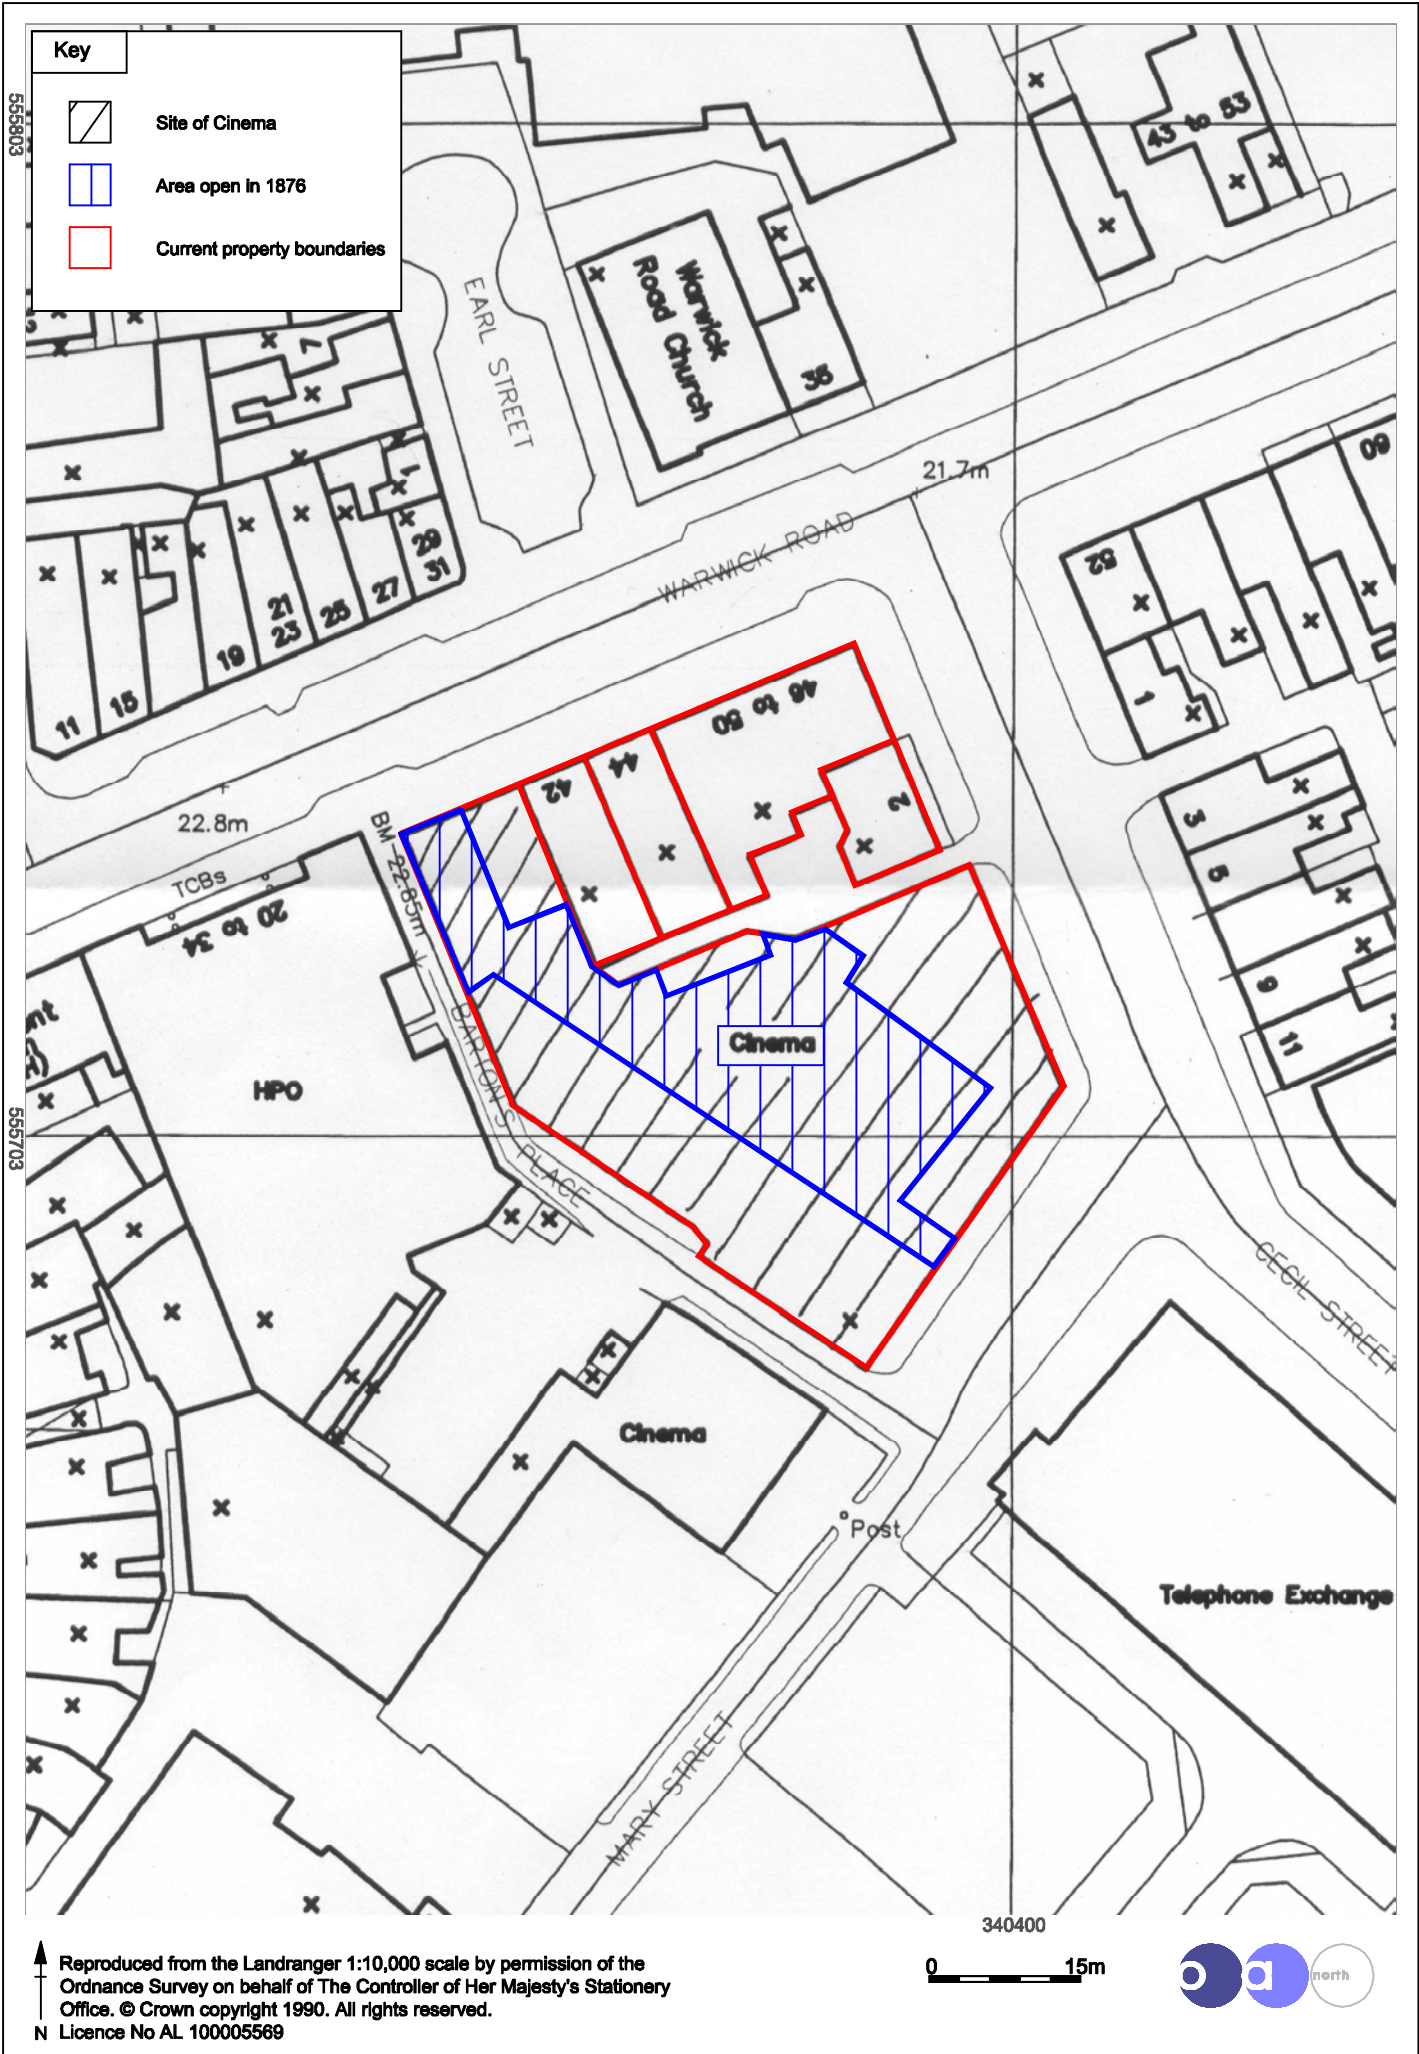 Key
Site of Cinema
Area open in 1876
Current property boundaries
555803
43 to 53
EARL STREET
Warwick
Road Church
35
7
1
21.7m
WARWICK ROAD
60
52
1
29
31
27
25
21
23
19
15
11
48 to 50
44
42
2
22.8m
BM 22.85m
TCBs
20 to 34
3
5
9
11
HPO
BARTON'S PLACE
Cinema
555703
CECIL STREET
Cinema
Post
Telephone Exchange
MARY STREET
340400
Reproduced from the Landranger 1:10,000 scale by permission of the
Ordnance Survey on behalf of The Controller of Her Majesty's Stationery
Office. © Crown copyright 1990. All rights reserved.
N Licence No AL 100005569
0 15m
oa north